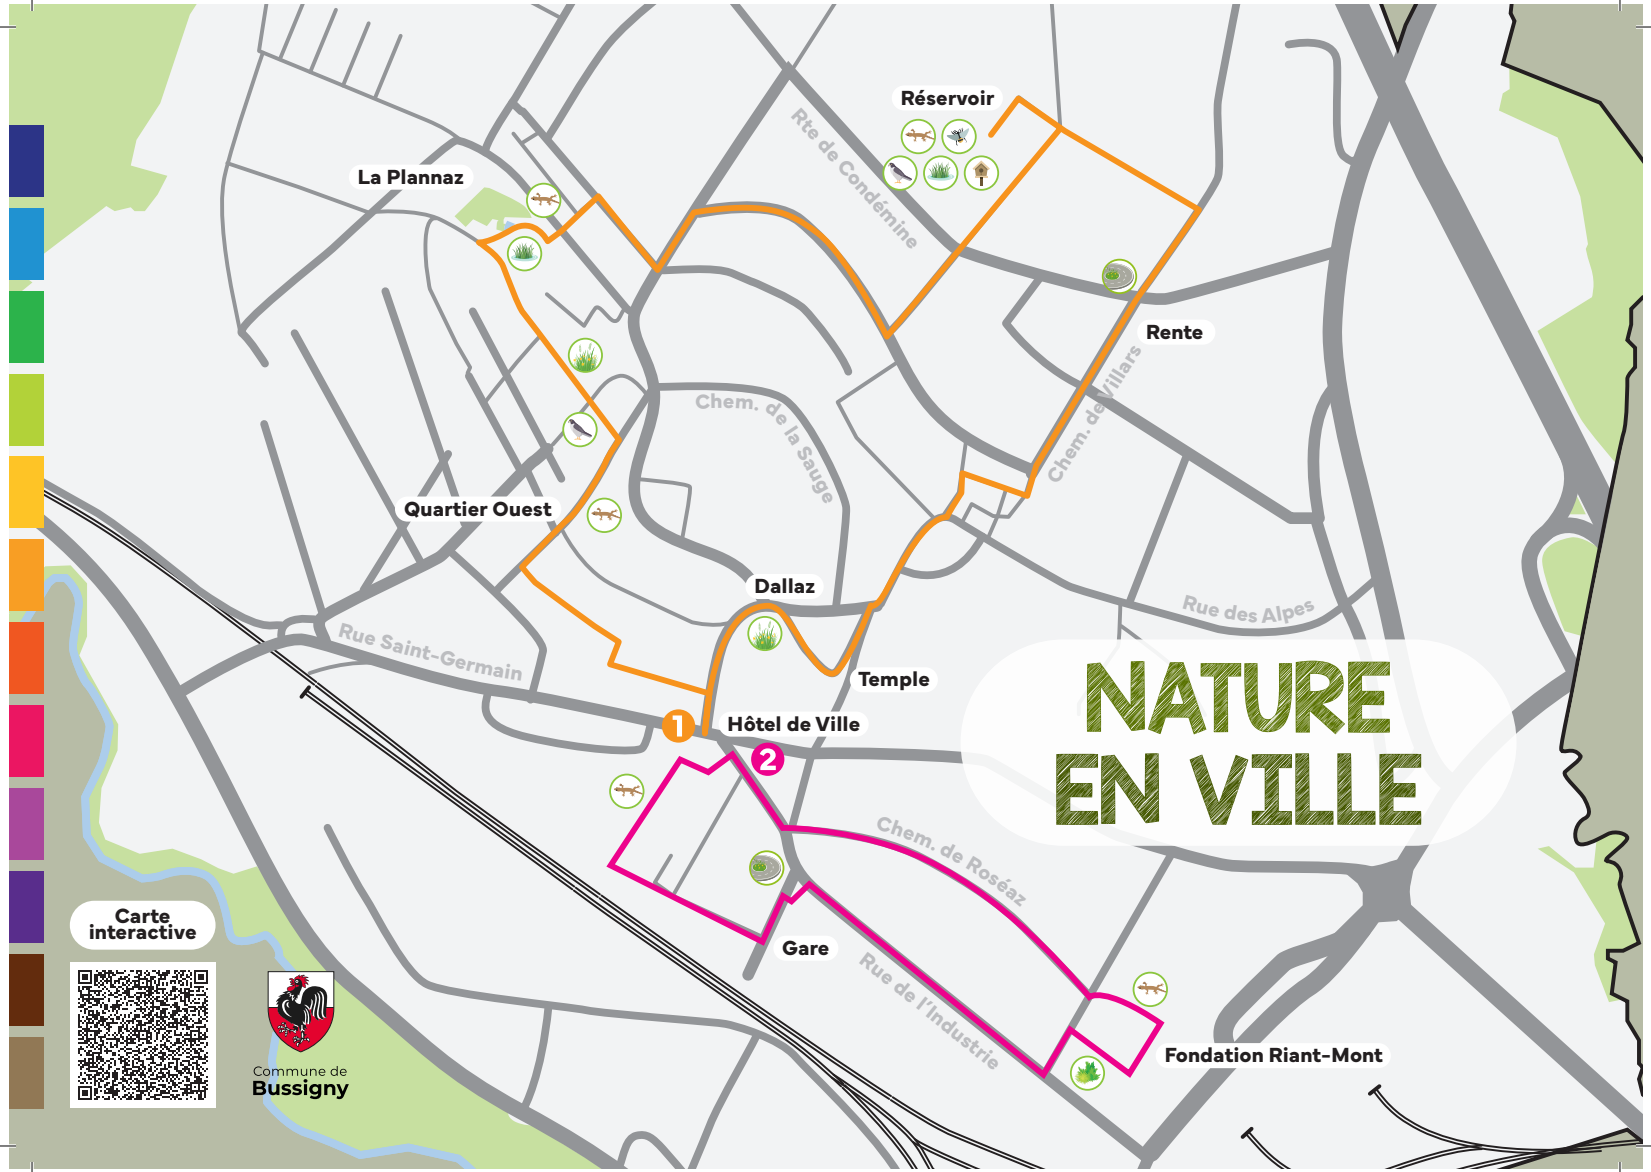 Réservoir
Rte de Condémine
La Plannaz
Rente
Chem. de Villars
Chem. de la Sauge
Quartier Ouest
Dallaz
Rue des Alpes
Rue Saint-Germain
Temple
NATURE
EN VILLE
1
Hôtel de Ville
2
Chem. de Roséaz
Carte
interactive
Gare
Rue de l'Industrie
Fondation Riant-Mont
Commune de
Bussigny